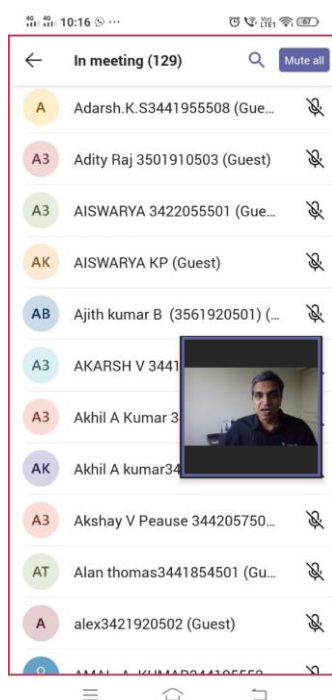 10:16
LTE1
67
In meeting (129)
Mute all
A
Adarsh.K.S3441955508 (Gue...
A3
Adity Raj 3501910503 (Guest)
A3
AISWARYA 3422055501 (Gue...
AK
AISWARYA KP (Guest)
AB
Ajith kumar B (3561920501) (...
A3
AKARSH V 3441
A3
Akhil A Kumar 3
AK
Akhil A kumar34
A3
Akshay V Peause 344205750...
AT
Alan thomas3441854501 (Gu...
A
alex3421920502 (Guest)